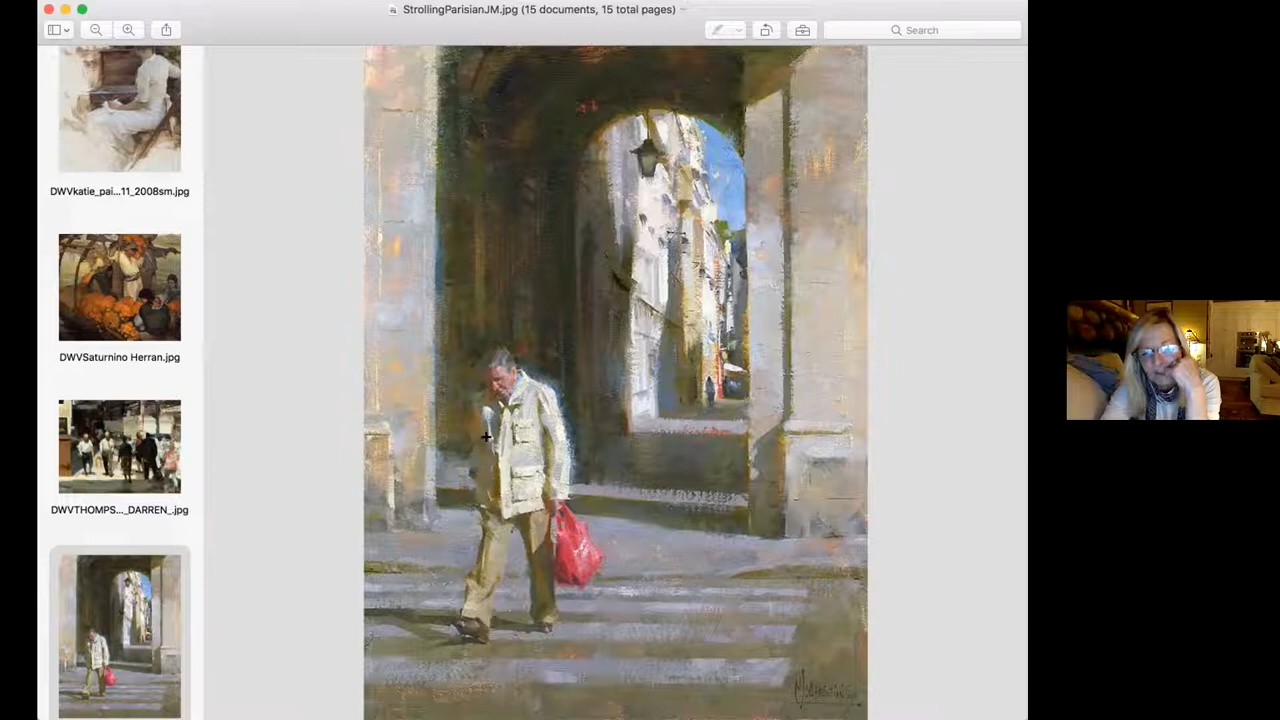 StrollingParisianJM.jpg (15 documents, 15 total pages)
Search
DWVkatie_pai...11_2008sm.jpg
DWVSaturnino Herran.jpg
DWVTHOMPS..._DARREN_.jpg